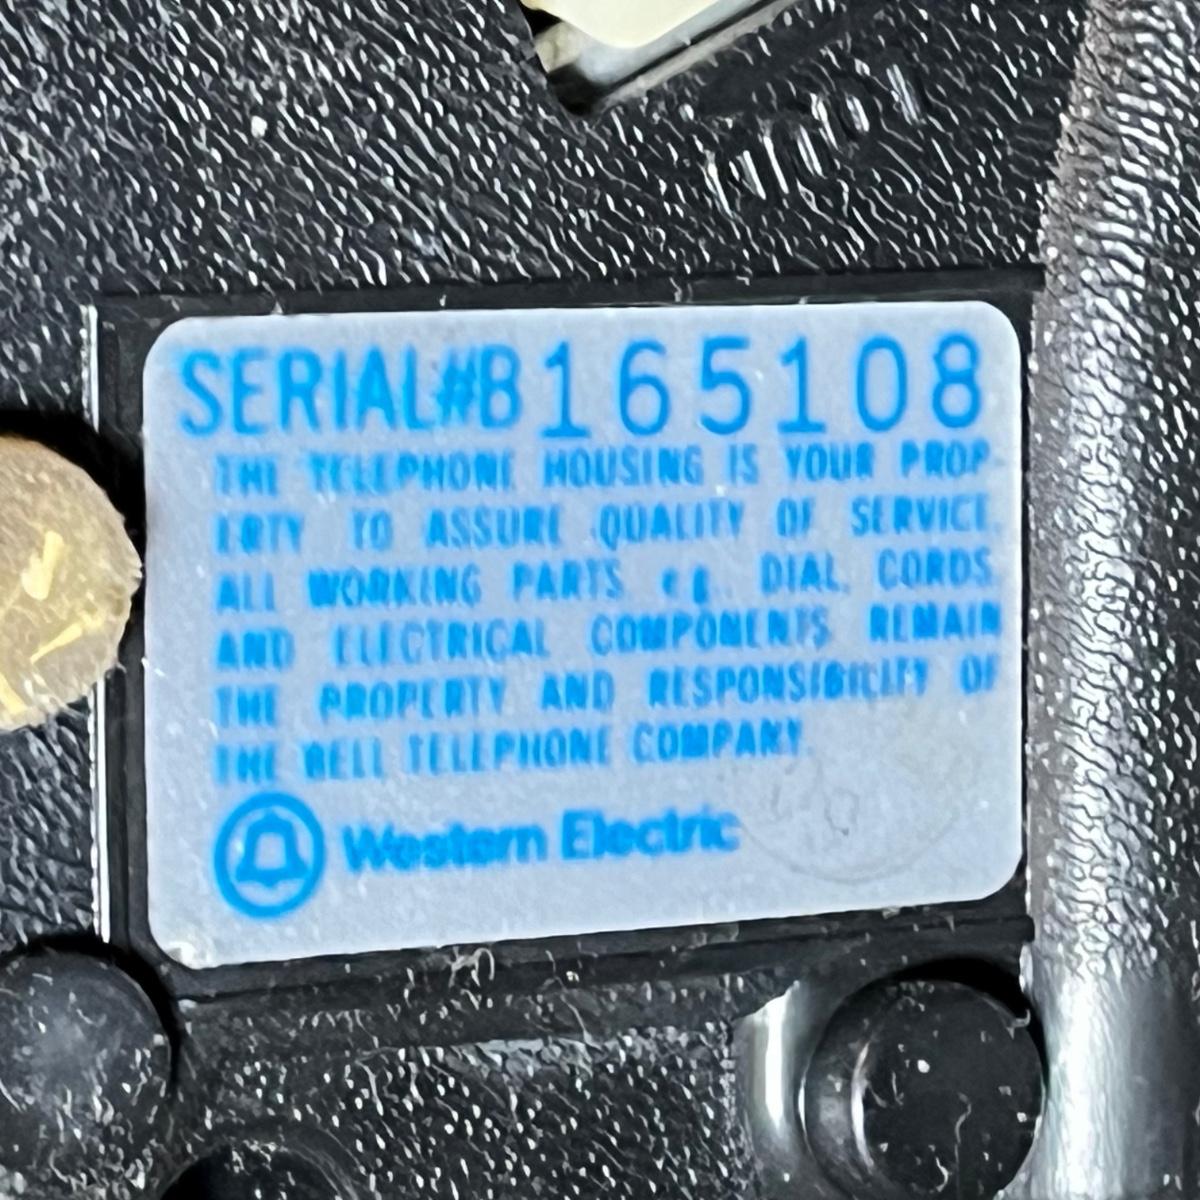 SERIAL#B165108
THE TELEPHONE HOUSING IS YOUR PROP-
ERTY TO ASSURE QUALITY OF SERVICE.
ALL WORKING PARTS e.g., DIAL, CORDS
AND ELECTRICAL COMPONENTS REMAIN
THE PROPERTY AND RESPONSIBILITY OF
THE BELL TELEPHONE COMPANY.
Western Electric